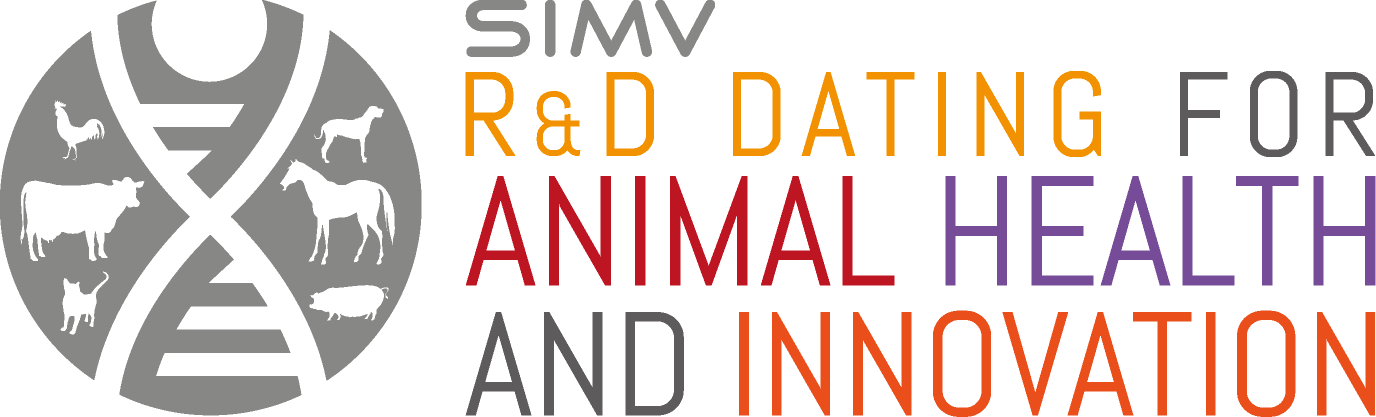 SIMV
R&D DATING FOR
ANIMAL HEALTH
AND INNOVATION